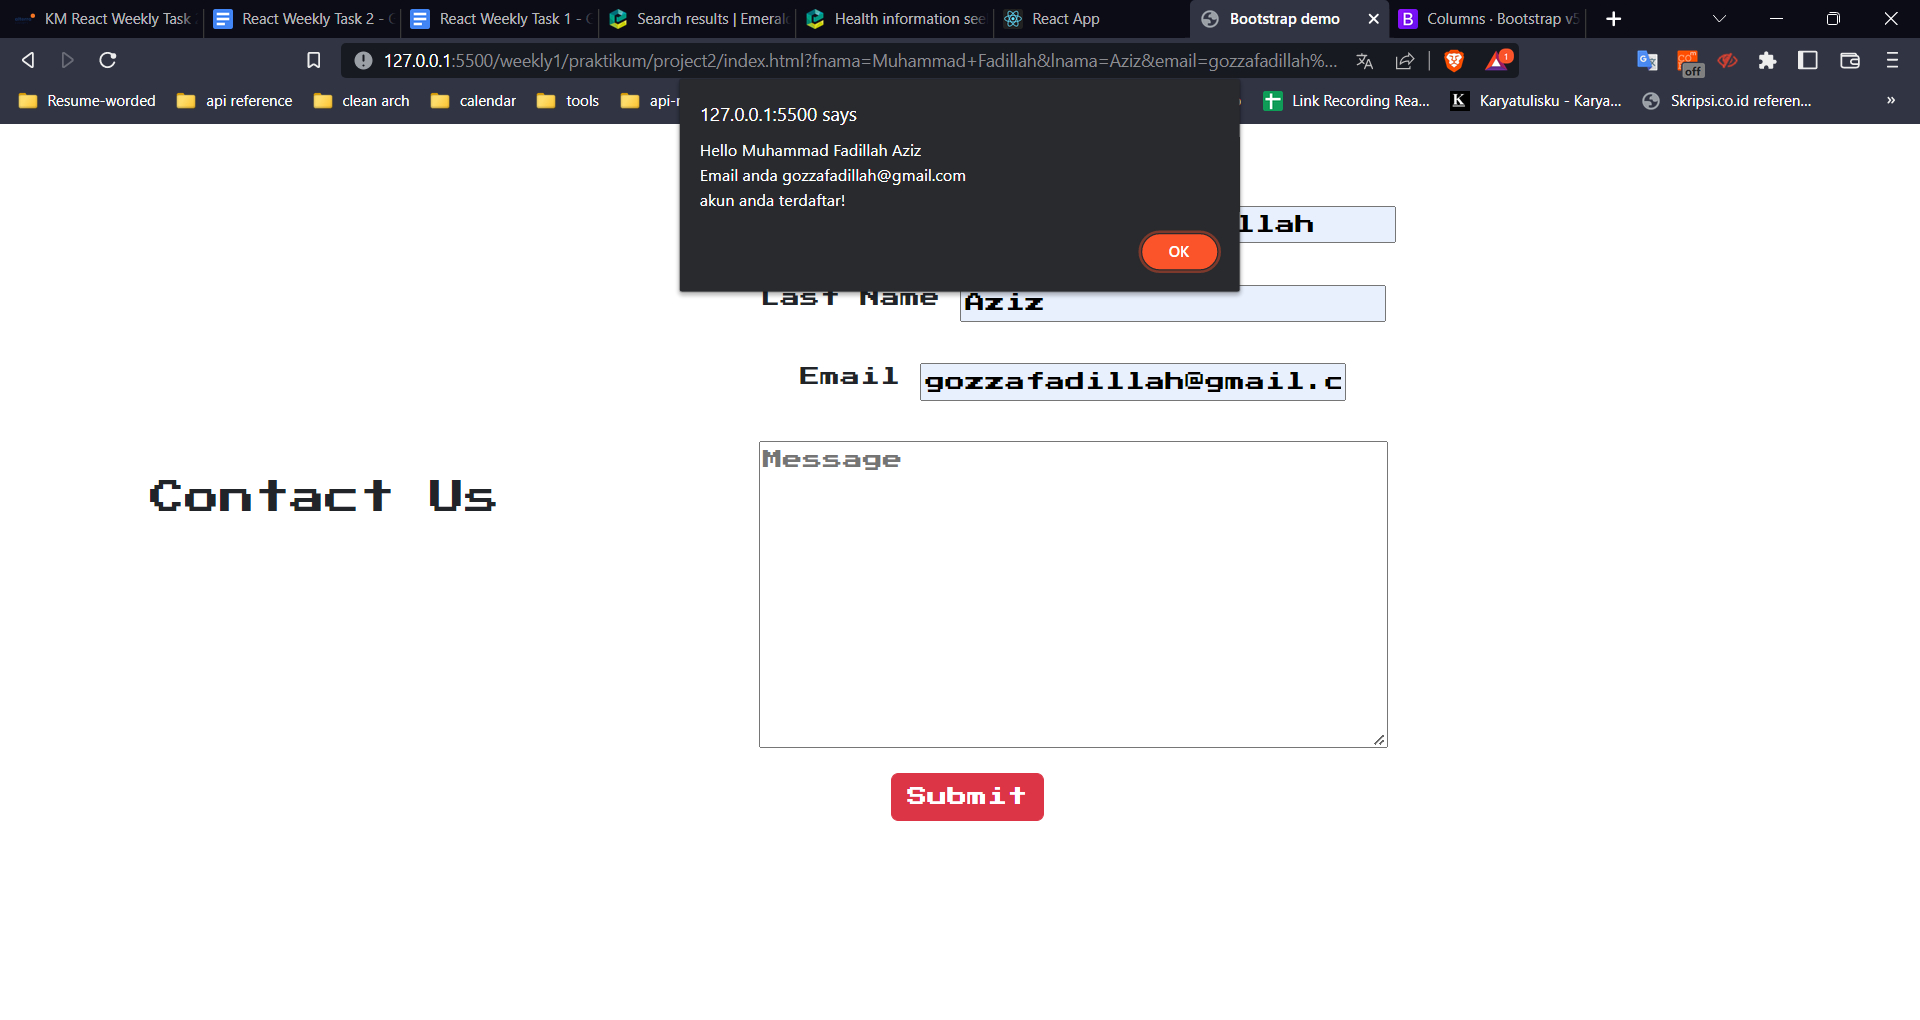 KM React Weekly Task
React Weekly Task 2 -
React Weekly Task 1 -
Search results | Emeral
Health information see
React App
Bootstrap demo
Columns · Bootstrap v5
127.0.0.1:5500/weekly1/praktikum/project2/index.html?fnama=Muhammad+Fadillah&lnama=Aziz&email=gozzafadillah%...
1
off
Resume-worded
api reference
clean arch
calendar
tools
api-r
Link Recording Rea...
Karyatulisku - Karya...
Skripsi.co.id referen...
»
127.0.0.1:5500 says
Hello Muhammad Fadillah Aziz
Email anda gozzafadillah@gmail.com
akun anda terdaftar!
OK
llah
Last Name
Aziz
Email
gozzafadillah@gmail.c
Message
Contact Us
Submit